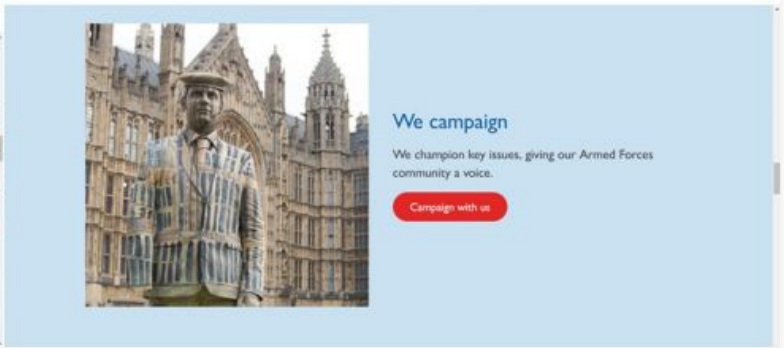 We campaign
We champion key issues, giving our Armed Forces
community a voice.
Campaign with us